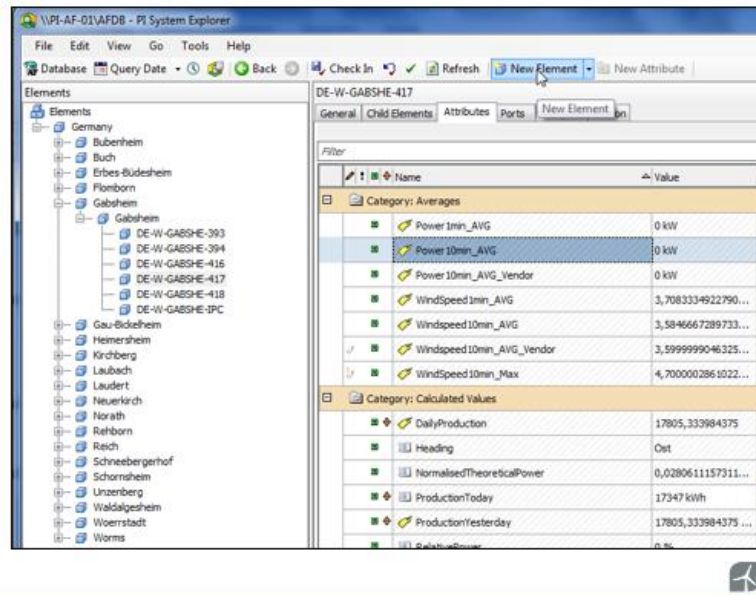 \\PI-AF-01\AFDB - PI System Explorer
File Edit View Go Tools Help
Database Query Date Back Check In Refresh New Element New Attribute
Elements
Elements
Germany
Bubenheim
Buch
Erbes-Büdesheim
Flomborn
Gabsheim
Gabsheim
DE-W-GABSHE-393
DE-W-GABSHE-394
DE-W-GABSHE-416
DE-W-GABSHE-417
DE-W-GABSHE-418
DE-W-GABSHE-IPC
Gau-Bickelheim
Heimersheim
Kirchberg
Laubach
Laudert
Neuerkirch
Norath
Rehborn
Reich
Schneebergerhof
Schornsheim
Unzenberg
Waldalgesheim
Woerrstadt
Worms
DE-W-GABSHE-417
General Child Elements Attributes Ports
New Element
Filter
Name Value
Category: Averages
Power1min_AVG 0 kW
Power10min_AVG 0 kW
Power10min_AVG_Vendor 0 kW
WindSpeed1min_AVG 3,7083334922790...
Windspeed10min_AVG 3,5846667289733...
Windspeed10min_AVG_Vendor 3,5999999046325...
WindSpeed10min_Max 4,7000002861022...
Category: Calculated Values
DailyProduction 17805,333984375
Heading Ost
NormalisedTheoreticalPower 0,0280611157311...
ProductionToday 17347 kWh
ProductionYesterday 17805,333984375 ...
RelativePower 0 %